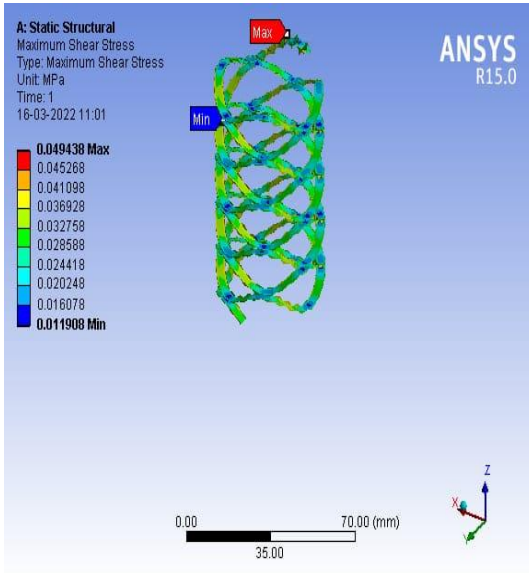 A: Static Structural
Maximum Shear Stress
Type: Maximum Shear Stress
Unit: MPa
Time: 1
16-03-2022 11:01
0.049438 Max
0.045268
0.041098
0.036928
0.032758
0.028588
0.024418
0.020248
0.016078
0.011908 Min
Max
Min
ANSYS
R15.0
0.00
70.00 (mm)
35.00
Z
X
Y